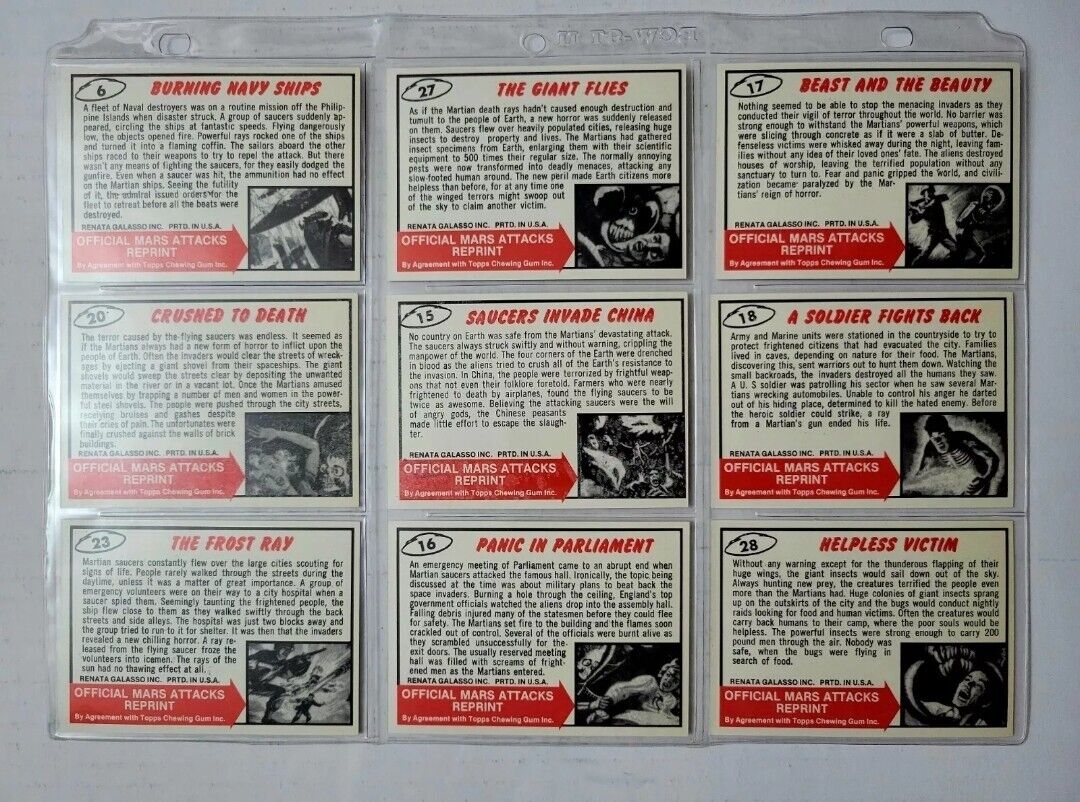 6
BURNING NAVY SHIPS
A fleet of Naval destroyers was on a routine mission off the Philip-
pine Islands when disaster struck. A group of saucers suddenly ap-
peared, circling the ships at fantastic speeds. Flying dangerously
low, the objects opened fire. Powerful rays rocked one of the ships
and turned it into a flaming coffin. The sailors aboard the other
ships raced to their weapons to try to repel the attack. But there
wasn't any means of fighting the saucers, for they easily dodged the
gunfire. Even when a saucer was hit, the ammunition had no effect
on the Martian ships. Seeing the futility
of it, the admiral issued orders for the
fleet to retreat before all the boats were
destroyed.
RENATA GALASSO INC. PRTD. IN U.S.A.
OFFICIAL MARS ATTACKS
REPRINT
By Agreement with Topps Chewing Gum Inc.
27
THE GIANT FLIES
As if the Martian death rays hadn't caused enough destruction and
tumult to the people of Earth, a new horror was suddenly released
on them. Saucers flew over heavily populated cities, releasing huge
insects to destroy property and lives. The Martians had gathered
insect specimens from Earth, enlarging them with their scientific
equipment to 500 times their regular size. The normally annoying
pests were now transformed into deadly menaces, attacking any
slow-footed human around. The new peril made Earth citizens more
helpless than before, for at any time one
of the winged terrors might swoop out
of the sky to claim another victim.
RENATA GALASSO INC. PRTD. IN U.S.A.
OFFICIAL MARS ATTACKS
REPRINT
By Agreement with Topps Chewing Gum Inc.
17
BEAST AND THE BEAUTY
Nothing seemed to be able to stop the menacing invaders as they
conducted their vigil of terror throughout the world. No barrier was
strong enough to withstand the Martians' powerful weapons, which
were slicing through concrete as if it were a slab of butter. De-
fenseless victims were whisked away during the night, leaving fam-
ilies without any idea of their loved ones' fate. The aliens destroyed
houses of worship, leaving the terrified population without any
sanctuary to turn to. Fear and panic gripped the world, and civili-
zation became paralyzed by the Mar-
tians' reign of horror.
RENATA GALASSO INC. PRTD. IN U.S.A.
OFFICIAL MARS ATTACKS
REPRINT
By Agreement with Topps Chewing Gum Inc.
20
CRUSHED TO DEATH
The terror caused by the flying saucers was endless. It seemed as
if the Martians always had a new form of horror to inflict upon the
people of Earth. Often the invaders would clear the streets of wreck-
ages by ejecting a giant shovel from their spaceships. The giant
shovels would sweep the streets clear by depositing the unwanted
material in the river or in a vacant lot. Once the Martians amused
themselves by trapping a number of men and women in the power-
ful steel shovels. The people were pushed through the city streets,
receiving bruises and gashes despite
their cries of pain. The unfortunates were
finally crushed against the walls of brick
buildings.
RENATA GALASSO INC. PRTD. IN U.S.A.
OFFICIAL MARS ATTACKS
REPRINT
By Agreement with Topps Chewing Gum Inc.
15
SAUCERS INVADE CHINA
No country on Earth was safe from the Martians' devastating attack.
The saucers always struck swiftly and without warning, crippling the
manpower of the world. The four corners of the Earth were drenched
in blood as the aliens tried to crush all of the Earth's resistance to
the invasion. In China, the people were terrorized by frightful weap-
ons that not even their folklore foretold. Farmers who were nearly
frightened to death by airplanes, found the flying saucers to be
twice as awesome. Believing the attacking saucers were the will
of angry gods, the Chinese peasants
made little effort to escape the slaugh-
ter.
RENATA GALASSO INC. PRTD. IN U.S.A.
OFFICIAL MARS ATTACKS
REPRINT
By Agreement with Topps Chewing Gum Inc.
18
A SOLDIER FIGHTS BACK
Army and Marine units were stationed in the countryside to try to
protect frightened citizens that had evacuated the city. Families
lived in caves, depending on nature for their food. The Martians,
discovering this, sent warriors out to hunt them down. Watching the
small backroads, the invaders destroyed all the humans they saw.
A U. S soldier was patrolling his sector when he saw several Mar-
tians wrecking automobiles. Unable to control his anger he darted
out of his hiding place, determined to kill the hated enemy. Before
the heroic soldier could strike, a ray
from a Martian's gun ended his life.
RENATA GALASSO INC. PRTD. IN U.S.A.
OFFICIAL MARS ATTACKS
REPRINT
By Agreement with Topps Chewing Gum Inc.
23
THE FROST RAY
Martian saucers constantly flew over the large cities scouting for
signs of life. People rarely walked through the streets during the
daytime, unless it was a matter of great importance. A group of
emergency volunteers were on their way to a city hospital when a
saucer spied them. Seemingly taunting the frightened people, the
ship flew close to them as they walked swiftly through the back
streets and side alleys. The hospital was just two blocks away and
the group tried to run to it for shelter. It was then that the invaders
revealed a new chilling horror. A ray re-
leased from the flying saucer froze the
volunteers into icemen. The rays of the
sun had no thawing effect at all.
RENATA GALASSO INC. PRTD. IN U.S.A.
OFFICIAL MARS ATTACKS
REPRINT
By Agreement with Topps Chewing Gum Inc.
16
PANIC IN PARLIAMENT
An emergency meeting of Parliament came to an abrupt end when
Martian saucers attacked the famous hall. Ironically, the topic being
discussed at the time was about military plans to beat back the
space invaders. Burning a hole through the ceiling, England's top
government officials watched the aliens drop into the assembly hall.
Falling debris injured many of the statesmen before they could flee
for safety. The Martians set fire to the building and the flames soon
crackled out of control. Several of the officials were burnt alive as
they scrambled unsuccessfully for the
exit doors. The usually reserved meeting
hall was filled with screams of fright-
ened men as the Martians entered.
RENATA GALASSO INC. PRTD. IN U.S.A.
OFFICIAL MARS ATTACKS
REPRINT
By Agreement with Topps Chewing Gum Inc.
28
HELPLESS VICTIM
Without any warning except for the thunderous flapping of their
huge wings, the giant insects would sail down out of the sky.
Always hunting new prey, the creatures terrified the people even
more than the Martians had. Huge colonies of giant insects sprang
up on the outskirts of the city and the bugs would conduct nightly
raids looking for food and human victims. Often the creatures would
carry back humans to their camp, where the poor souls would be
helpless. The powerful insects were strong enough to carry 200
pound men through the air. Nobody was
safe, when the bugs were flying in
search of food.
RENATA GALASSO INC. PRTD. IN U.S.A.
OFFICIAL MARS ATTACKS
REPRINT
By Agreement with Topps Chewing Gum Inc.